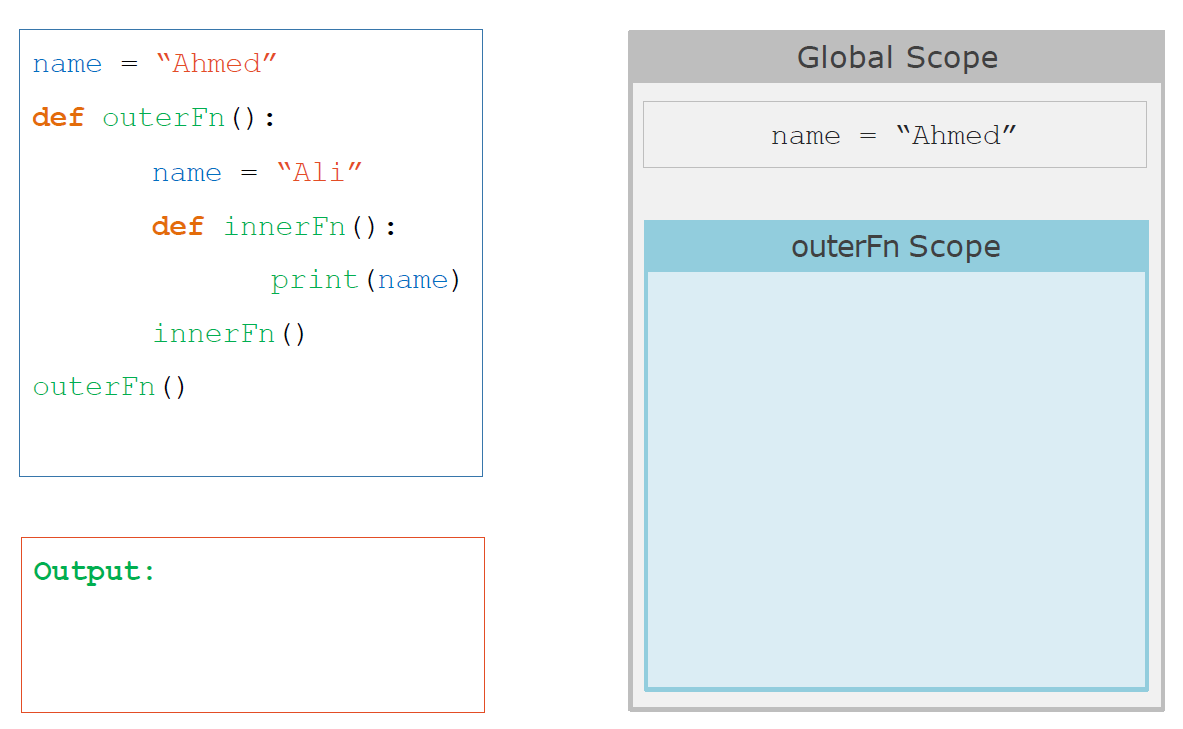 name = “Ahmed”
def outerFn():
name = “Ali”
def innerFn():
print(name)
innerFn()
outerFn()
Output:
Global Scope
name = “Ahmed”
outerFn Scope